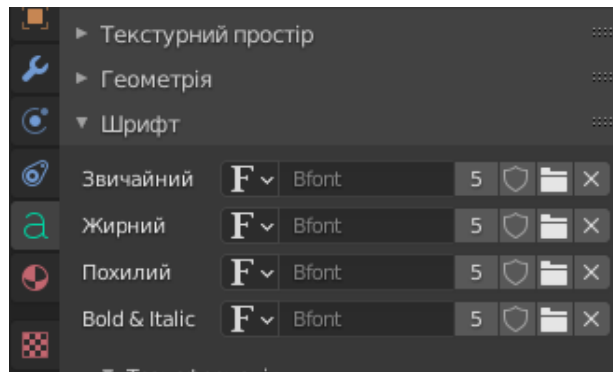 Текстурний простір
Геометрія
Шрифт
Звичайний F Bfont 5
Жирний F Bfont 5
Похилий F Bfont 5
Bold & Italic F Bfont 5